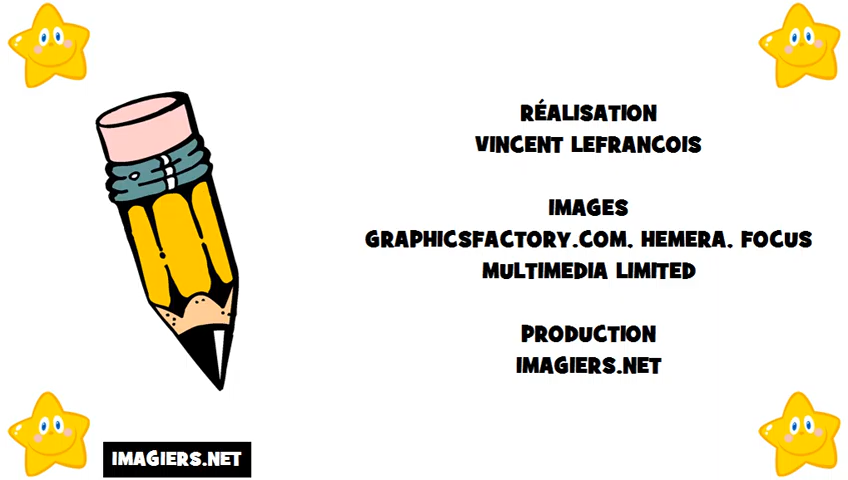 RÉALISATION
VINCENT LEFRANCOIS
IMAGES
GRAPHICSFACTORY.COM, HEMERA, FOCUS
MULTIMEDIA LIMITED
PRODUCTION
IMAGIERS.NET
IMAGIERS.NET